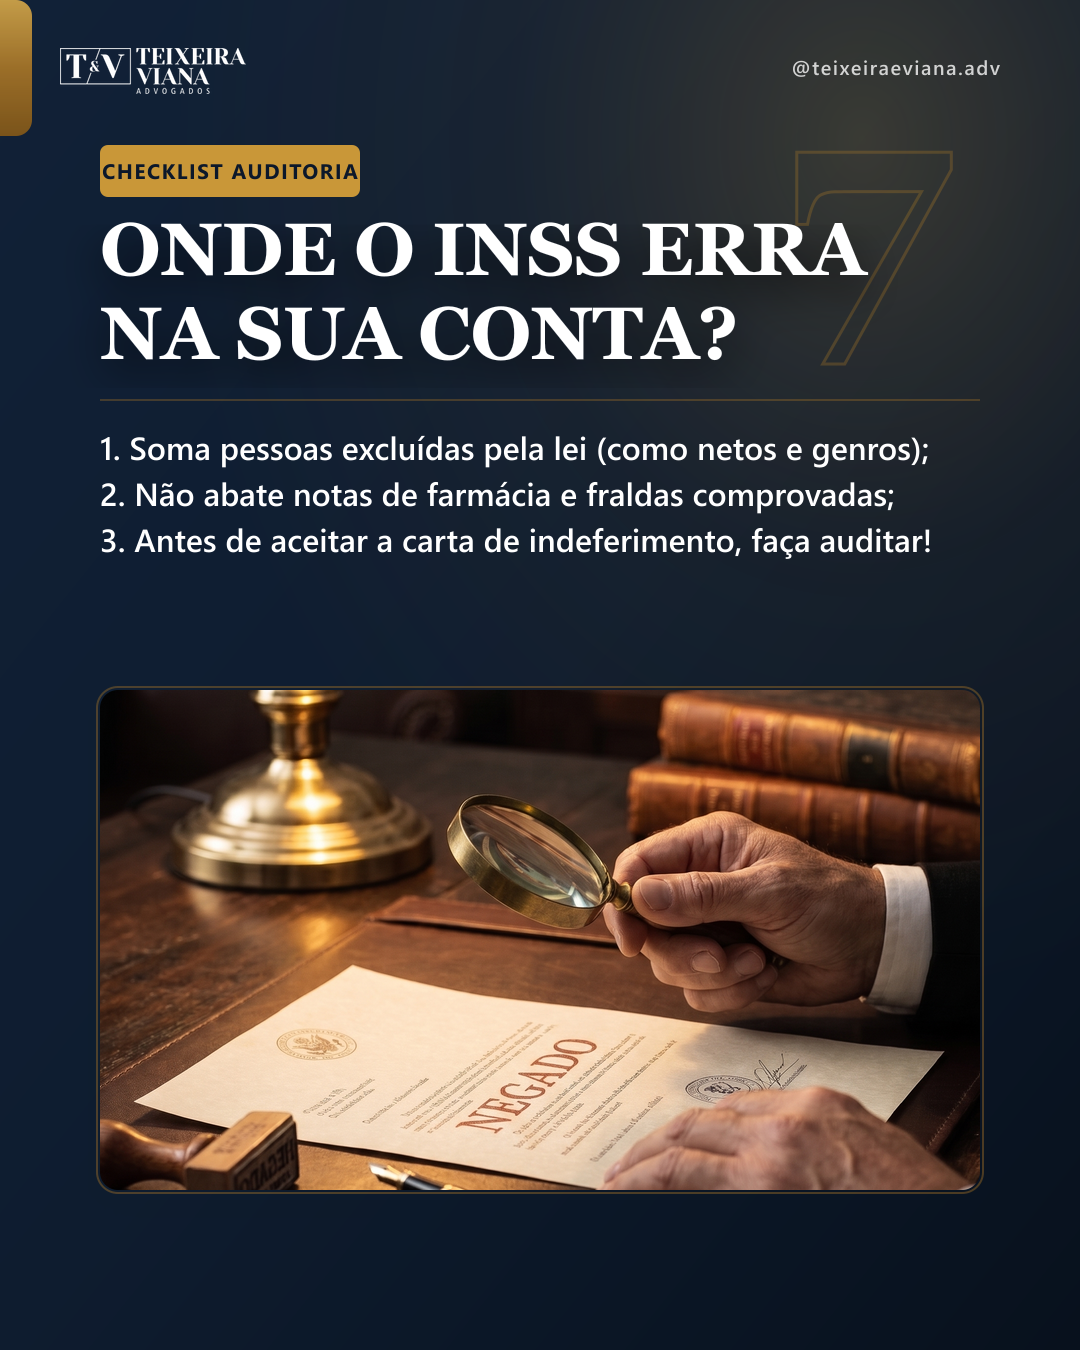 T&V TEIXEIRA
VIANA
ADVOGADOS
@teixeiraeviana.adv
CHECKLIST AUDITORIA
7
ONDE O INSS ERRA
NA SUA CONTA?
1. Soma pessoas excluídas pela lei (como netos e genros);
2. Não abate notas de farmácia e fraldas comprovadas;
3. Antes de aceitar a carta de indeferimento, faça auditar!
NEGADO